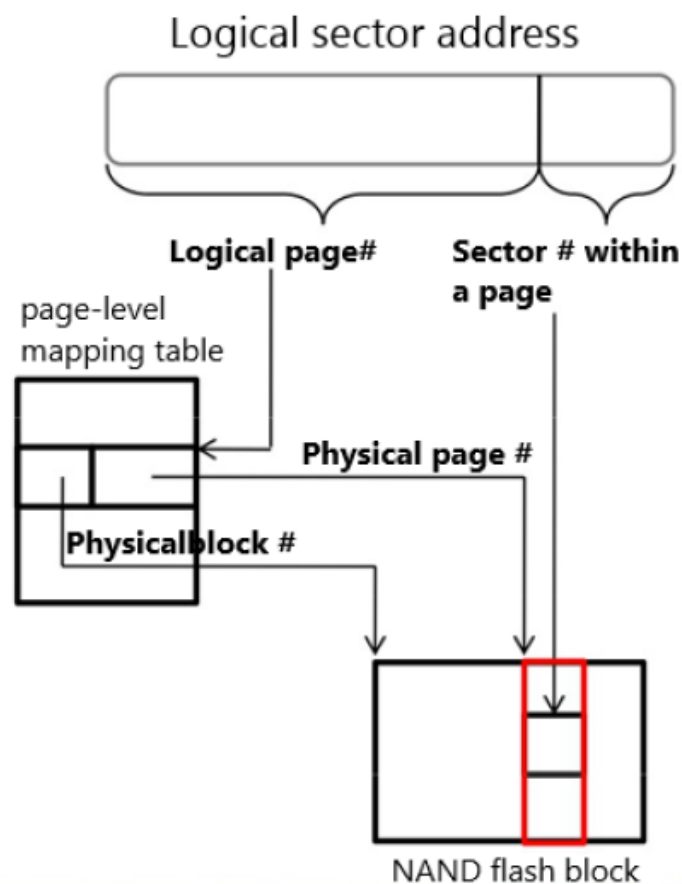 Logical sector address
Logical page#
Sector # within
a page
page-level
mapping table
Physical page #
Physicalblock #
NAND flash block